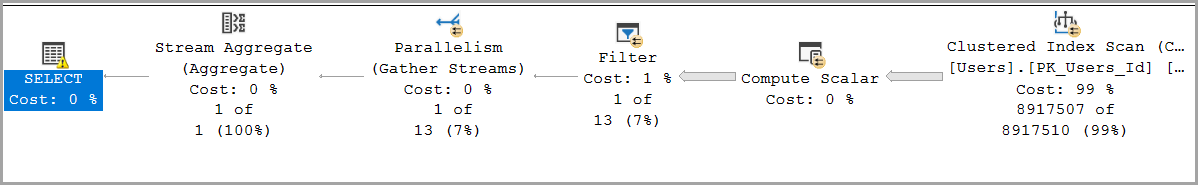 SELECT
Cost: 0 %
Stream Aggregate
(Aggregate)
Cost: 0 %
1 of
1 (100%)
Parallelism
(Gather Streams)
Cost: 0 %
1 of
13 (7%)
Filter
Cost: 1 %
1 of
13 (7%)
Compute Scalar
Cost: 0 %
Clustered Index Scan (C…
[Users].[PK_Users_Id] […
Cost: 99 %
8917507 of
8917510 (99%)